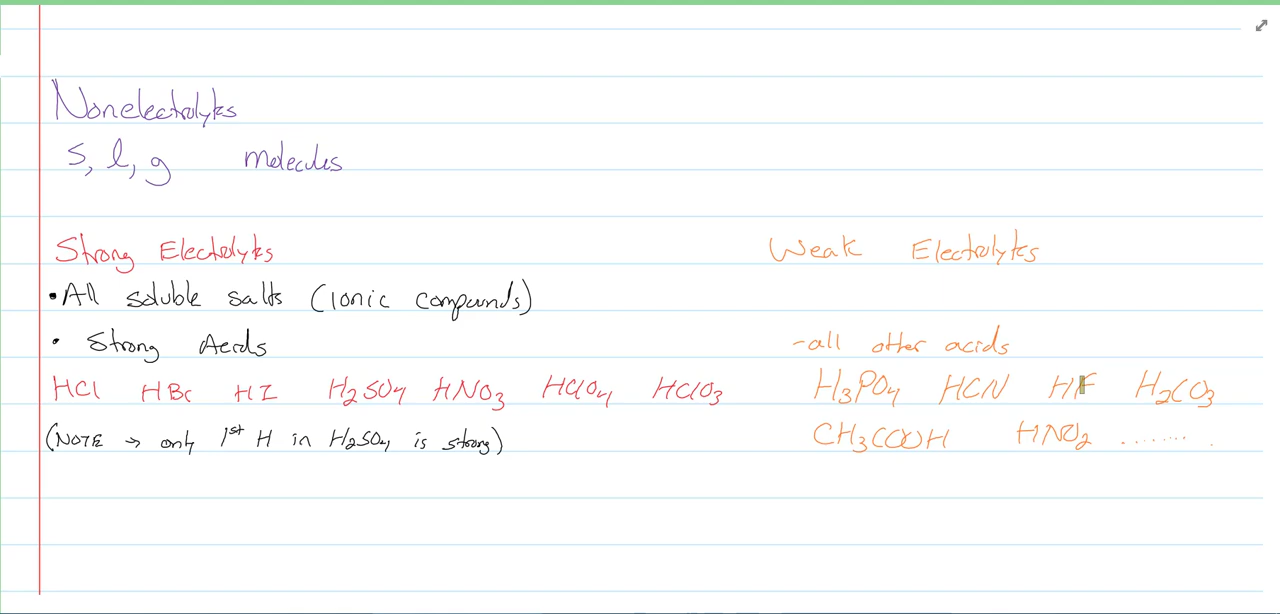 Nonelectrolytes
s, l, g molecules
Strong Electrolytes
• All soluble salts (ionic compounds)
• Strong Acids
HCl HBr HI H₂SO₄ HNO₃ HClO₄ HClO₃
(NOTE → only 1st H in H₂SO₄ is strong)
Weak Electrolytes
-all other acids
H₃PO₄ HCN HF H₂CO₃
CH₃COOH HNO₂ .........